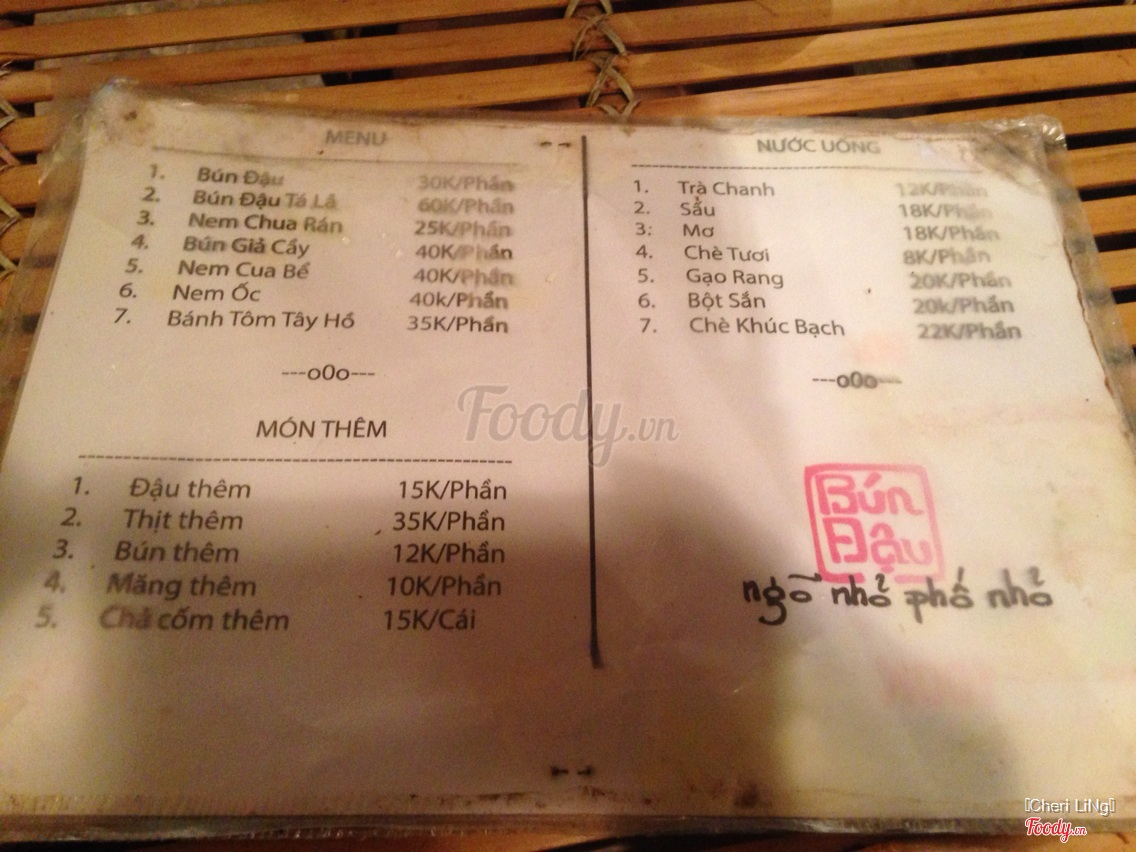 MENU
1. Bún Đậu 30K/Phần
2. Bún Đậu Tá Lả 60K/Phần
3. Nem Chua Rán 25K/Phần
4. Bún Giả Cầy 40K/Phần
5. Nem Cua Bể 40K/Phần
6. Nem Ốc 40k/Phần
7. Bánh Tôm Tây Hồ 35K/Phần
---o0o---
MÓN THÊM
1. Đậu thêm 15K/Phần
2. Thịt thêm 35K/Phần
3. Bún thêm 12K/Phần
4. Măng thêm 10K/Phần
5. Chả cốm thêm 15K/Cái
NƯỚC UỐNG
1. Trà Chanh 12K/Phần
2. Sấu 18K/Phần
3: Mơ 18K/Phần
4. Chè Tươi 8K/Phần
5. Gạo Rang 20K/Phần
6. Bột Sắn 20k/Phần
7. Chè Khúc Bạch 22K/Phần
---o0o---
Bún
Đậu
ngõ nhỏ phố nhỏ
Foody.vn
[Cheri LiNg]
Foody.vn